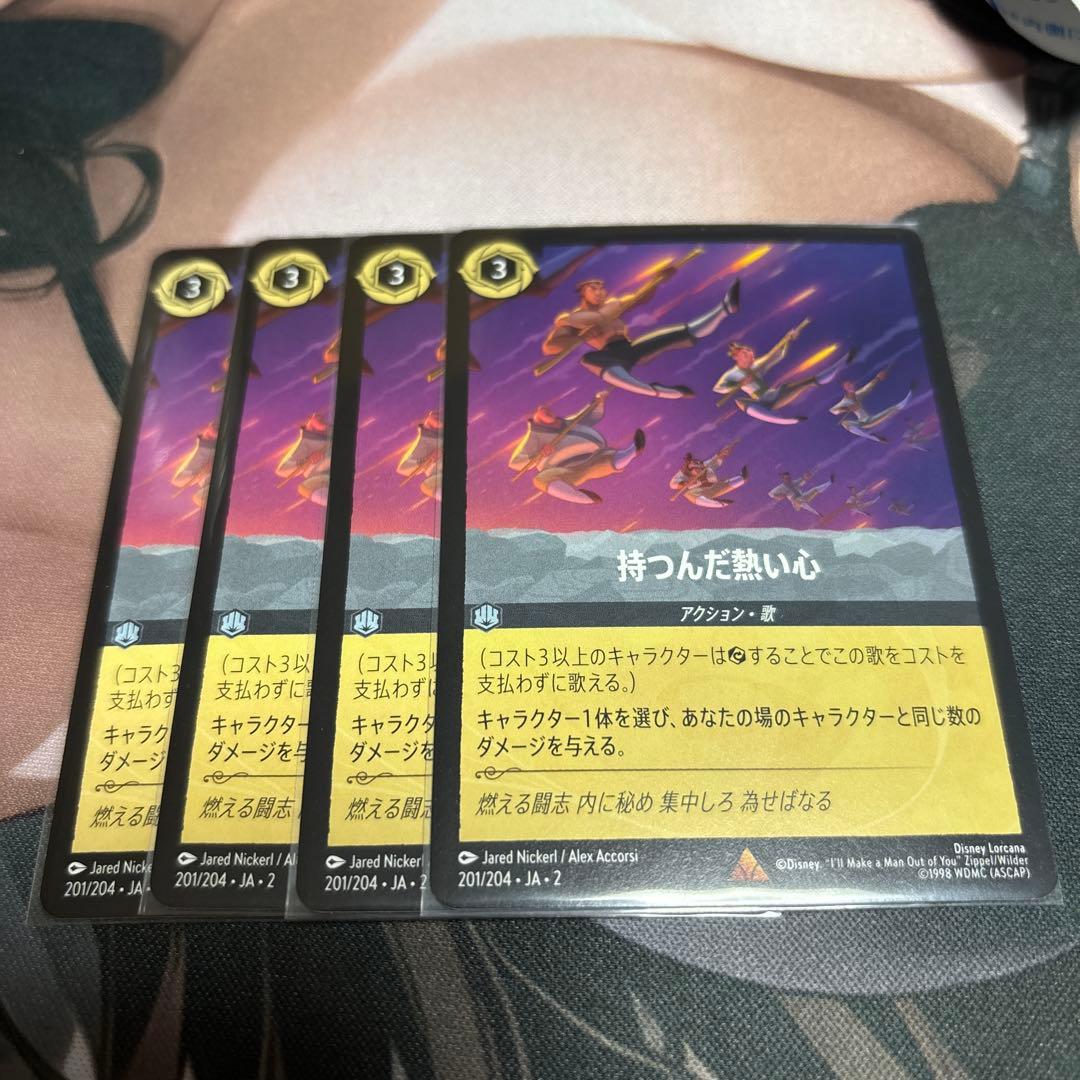 3
コスト3
支払わず
キャラク
ダメージ
燃える闘
Jared Nicke
201/204 • JA •
3
(コスト3以
支払わずに歌
キャラクター
ダメージを与
燃える闘志
Jared Nickerl / Al
201/204 • JA • 2
3
(コスト3以
支払わずに
キャラクター
ダメージを
燃える闘志
Jared Nickerl / Ale
201/204 • JA • 2
3
持つんだ熱い心
アクション・歌
(コスト3以上のキャラクターはすることでこの歌をコストを
支払わずに歌える。)
キャラクター1体を選び、あなたの場のキャラクターと同じ数の
ダメージを与える。
燃える闘志 内に秘め 集中しろ 為せばなる
Jared Nickerl / Alex Accorsi
201/204 • JA • 2
Disney Lorcana
©Disney. "I'll Make a Man Out of You" Zippel/Wilder
©1998 WDMC (ASCAP)